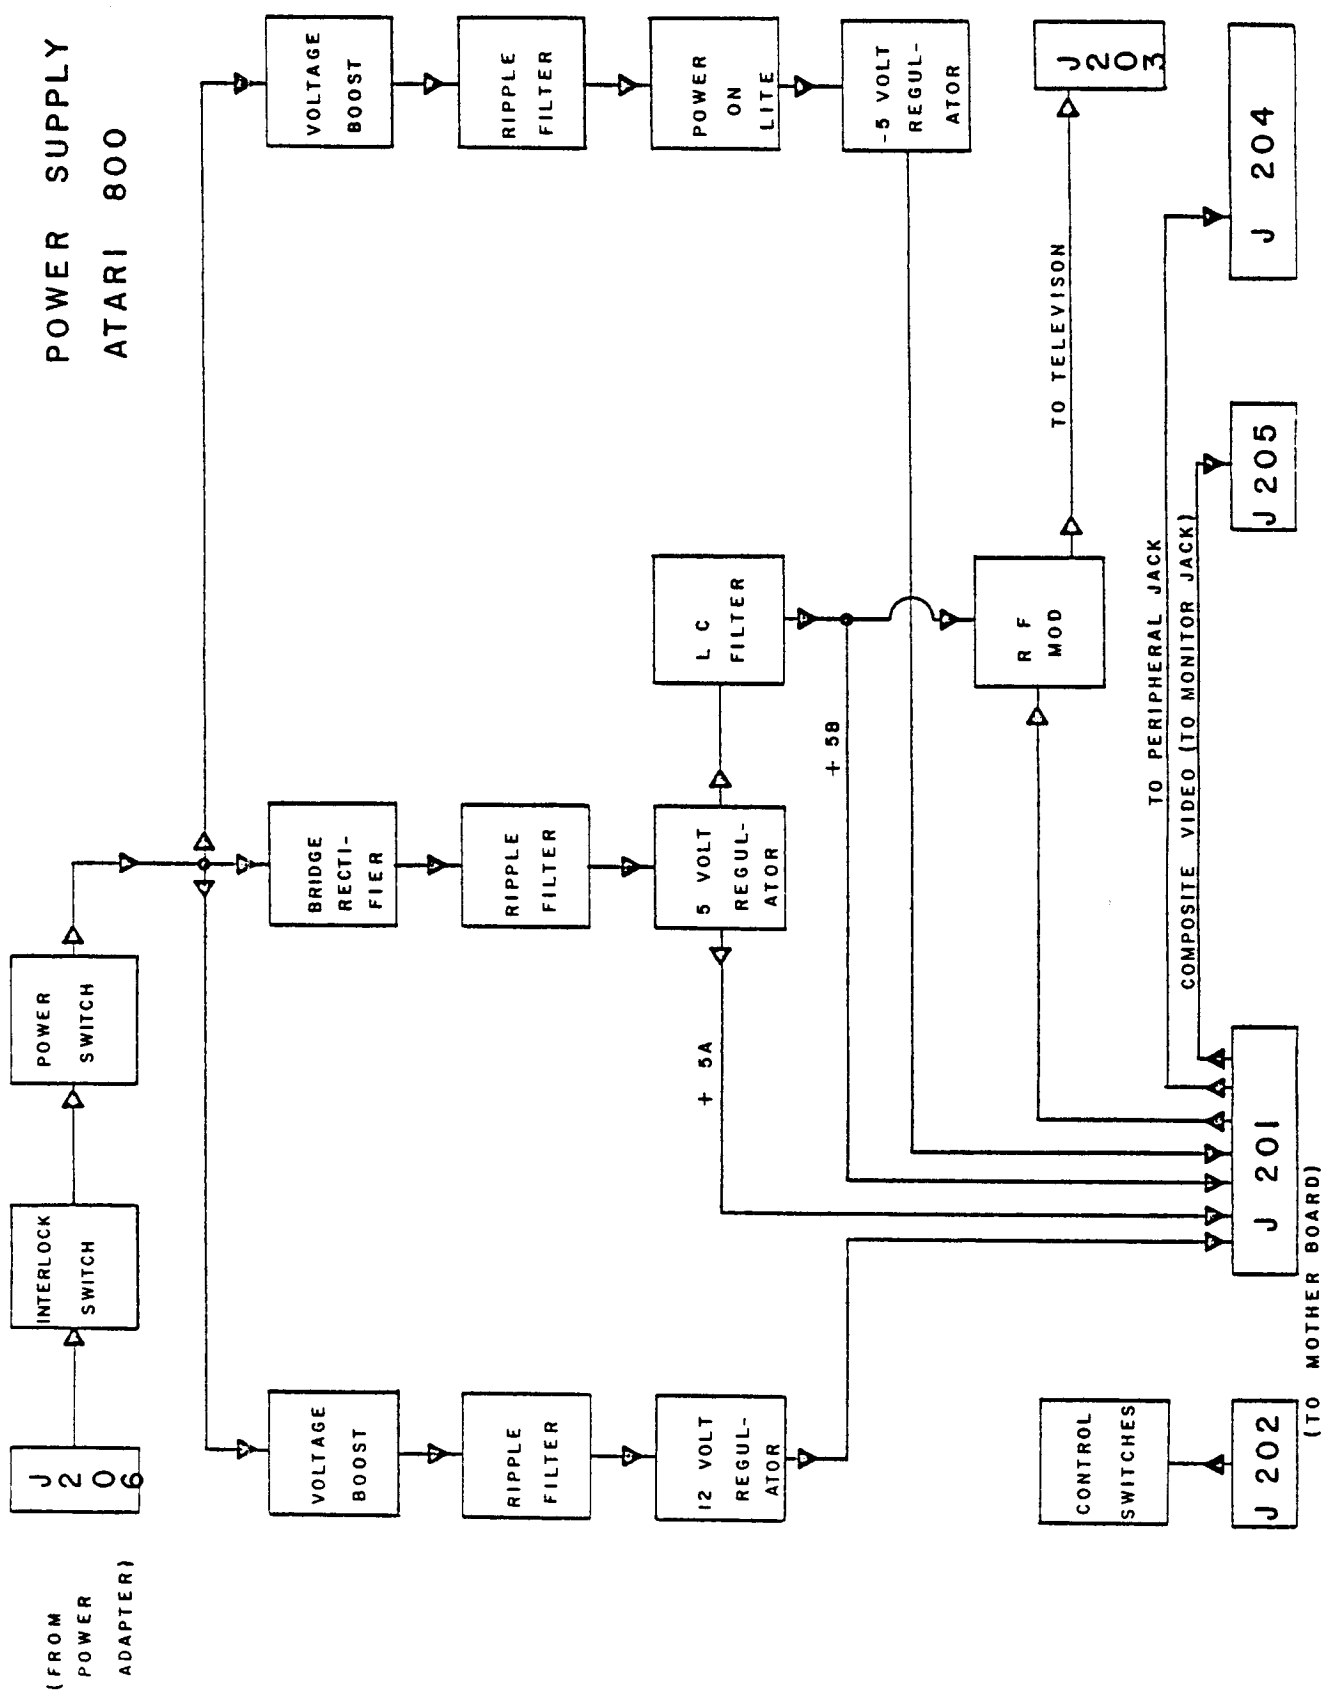 POWER SUPPLY
ATARI 800
(FROM
POWER
ADAPTER)
J
2
0
6
INTERLOCK
SWITCH
POWER
SWITCH
VOLTAGE
BOOST
RIPPLE
FILTER
12 VOLT
REGUL-
ATOR
BRIDGE
RECTI-
FIER
RIPPLE
FILTER
5 VOLT
REGUL-
ATOR
L C
FILTER
VOLTAGE
BOOST
RIPPLE
FILTER
POWER
ON
LITE
-5 VOLT
REGUL-
ATOR
+ 5A
+ 5B
R F
MOD
TO TELEVISON
J
2
0
3
TO PERIPHERAL JACK
COMPOSITE VIDEO (TO MONITOR JACK)
CONTROL
SWITCHES
J 202
J 201
J 205
J 204
(TO MOTHER BOARD)